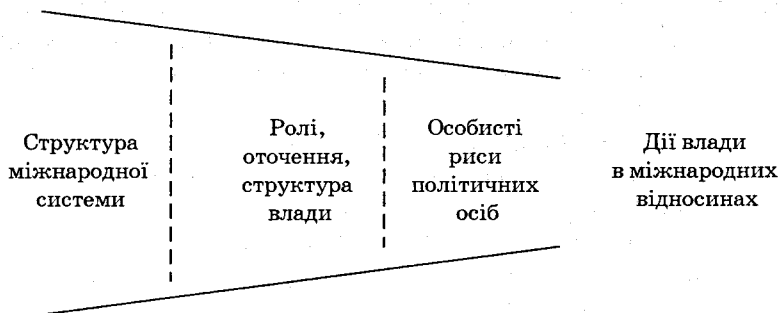 Структура
міжнародної
системи
Ролі,
оточення,
структура
влади
Особисті
риси
політичних
осіб
Дії влади
в міжнародних
відносинах